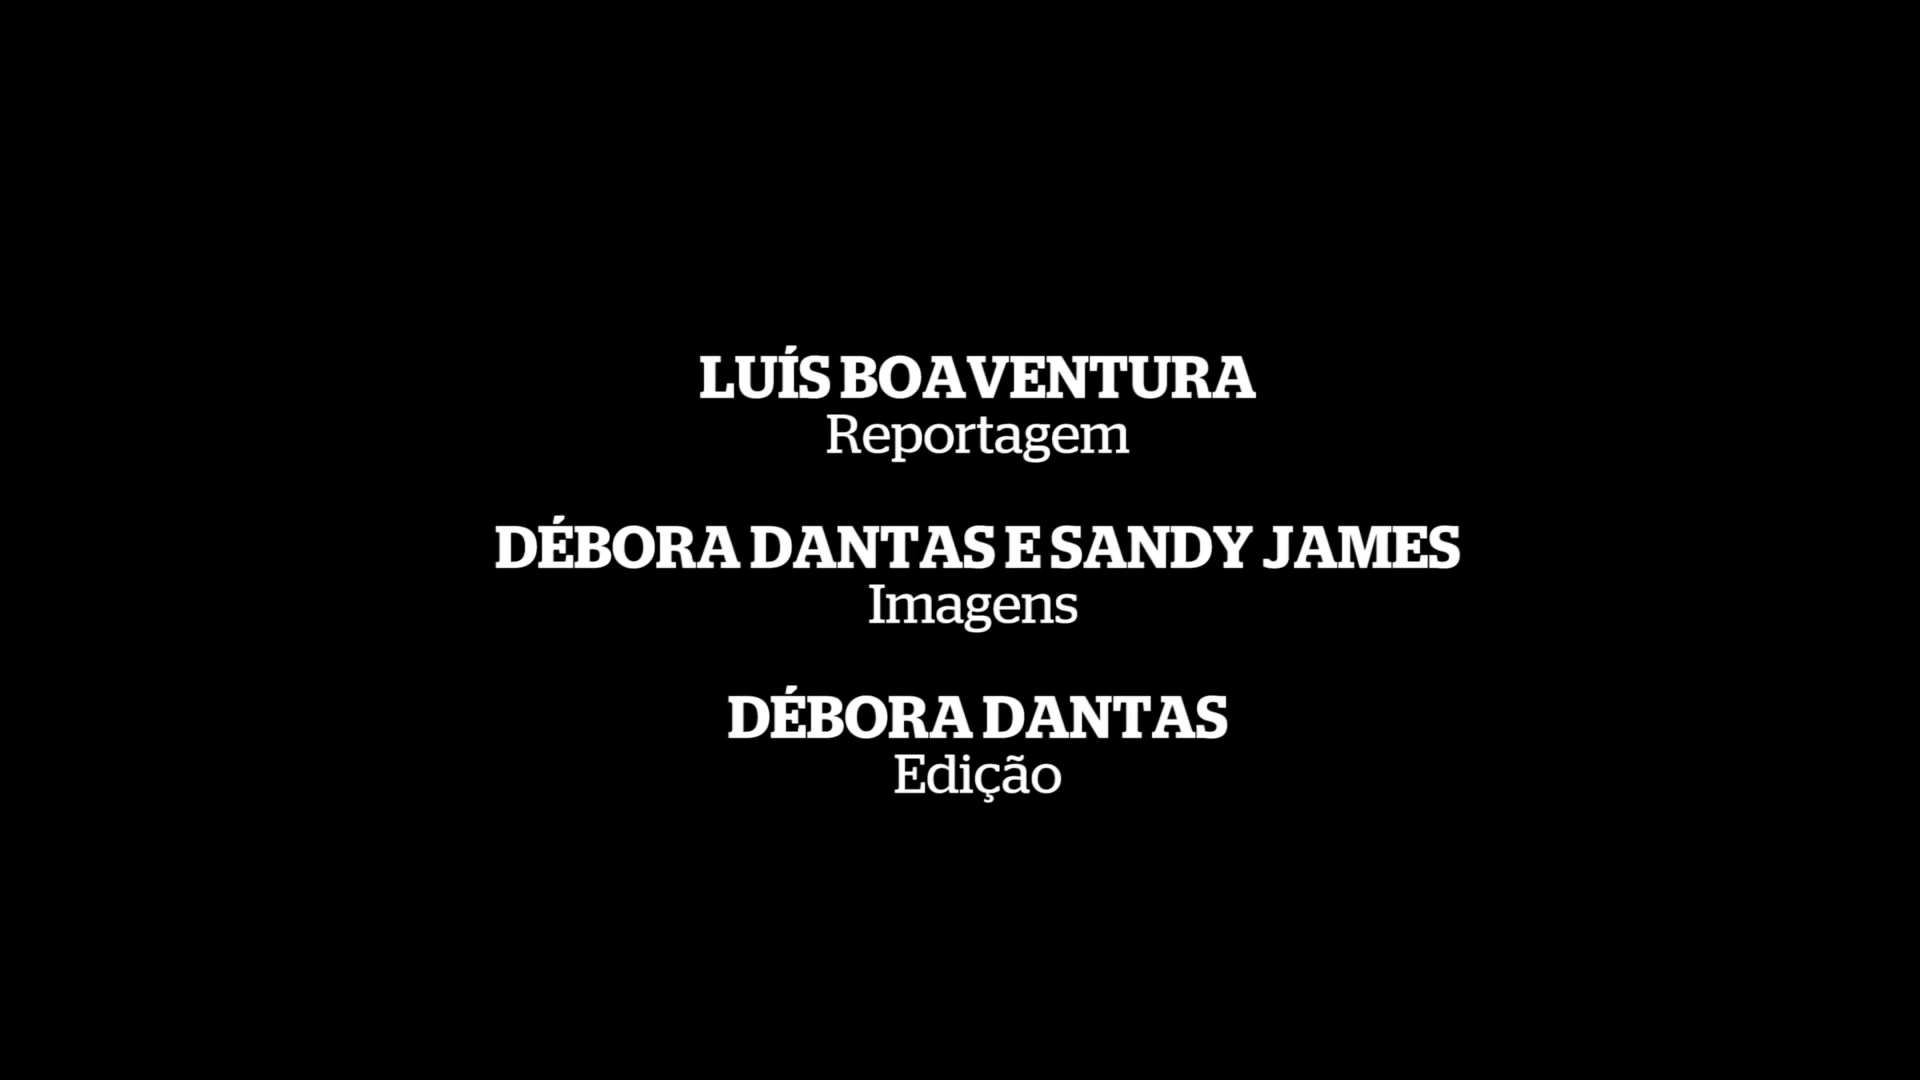 LUÍS BOAVENTURA
Reportagem
DÉBORA DANTAS E SANDY JAMES
Imagens
DÉBORA DANTAS
Edição